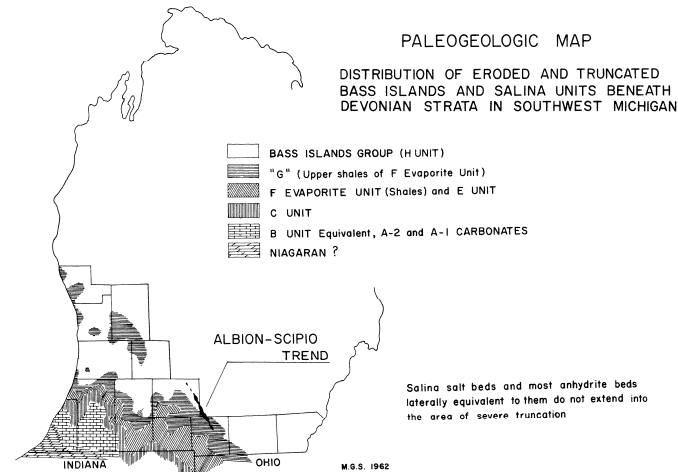 PALEOGEOLOGIC MAP
DISTRIBUTION OF ERODED AND TRUNCATED
BASS ISLANDS AND SALINA UNITS BENEATH
DEVONIAN STRATA IN SOUTHWEST MICHIGAN
BASS ISLANDS GROUP (H UNIT)
"G" (Upper shales of F Evaporite Unit)
F EVAPORITE UNIT (Shales) and E UNIT
C UNIT
B UNIT Equivalent, A-2 and A-1 CARBONATES
NIAGARAN ?
ALBION-SCIPIO
TREND
Salina salt beds and most anhydrite beds
laterally equivalent to them do not extend into
the area of severe truncation
INDIANA
OHIO
M.G.S. 1962